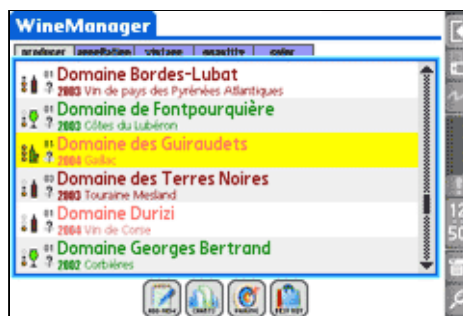 WineManager
producer appellation vintage quantity color
Domaine Bordes-Lubat
2003 Vin de pays des Pyrénées Atlantiques
Domaine de Fontpourquière
2003 Côtes du Lubéron
Domaine des Guiraudets
2004 Gaillac
Domaine des Terres Noires
2003 Touraine Mesland
Domaine Durizi
2004 Vin de Corse
Domaine Georges Bertrand
2002 Corbières